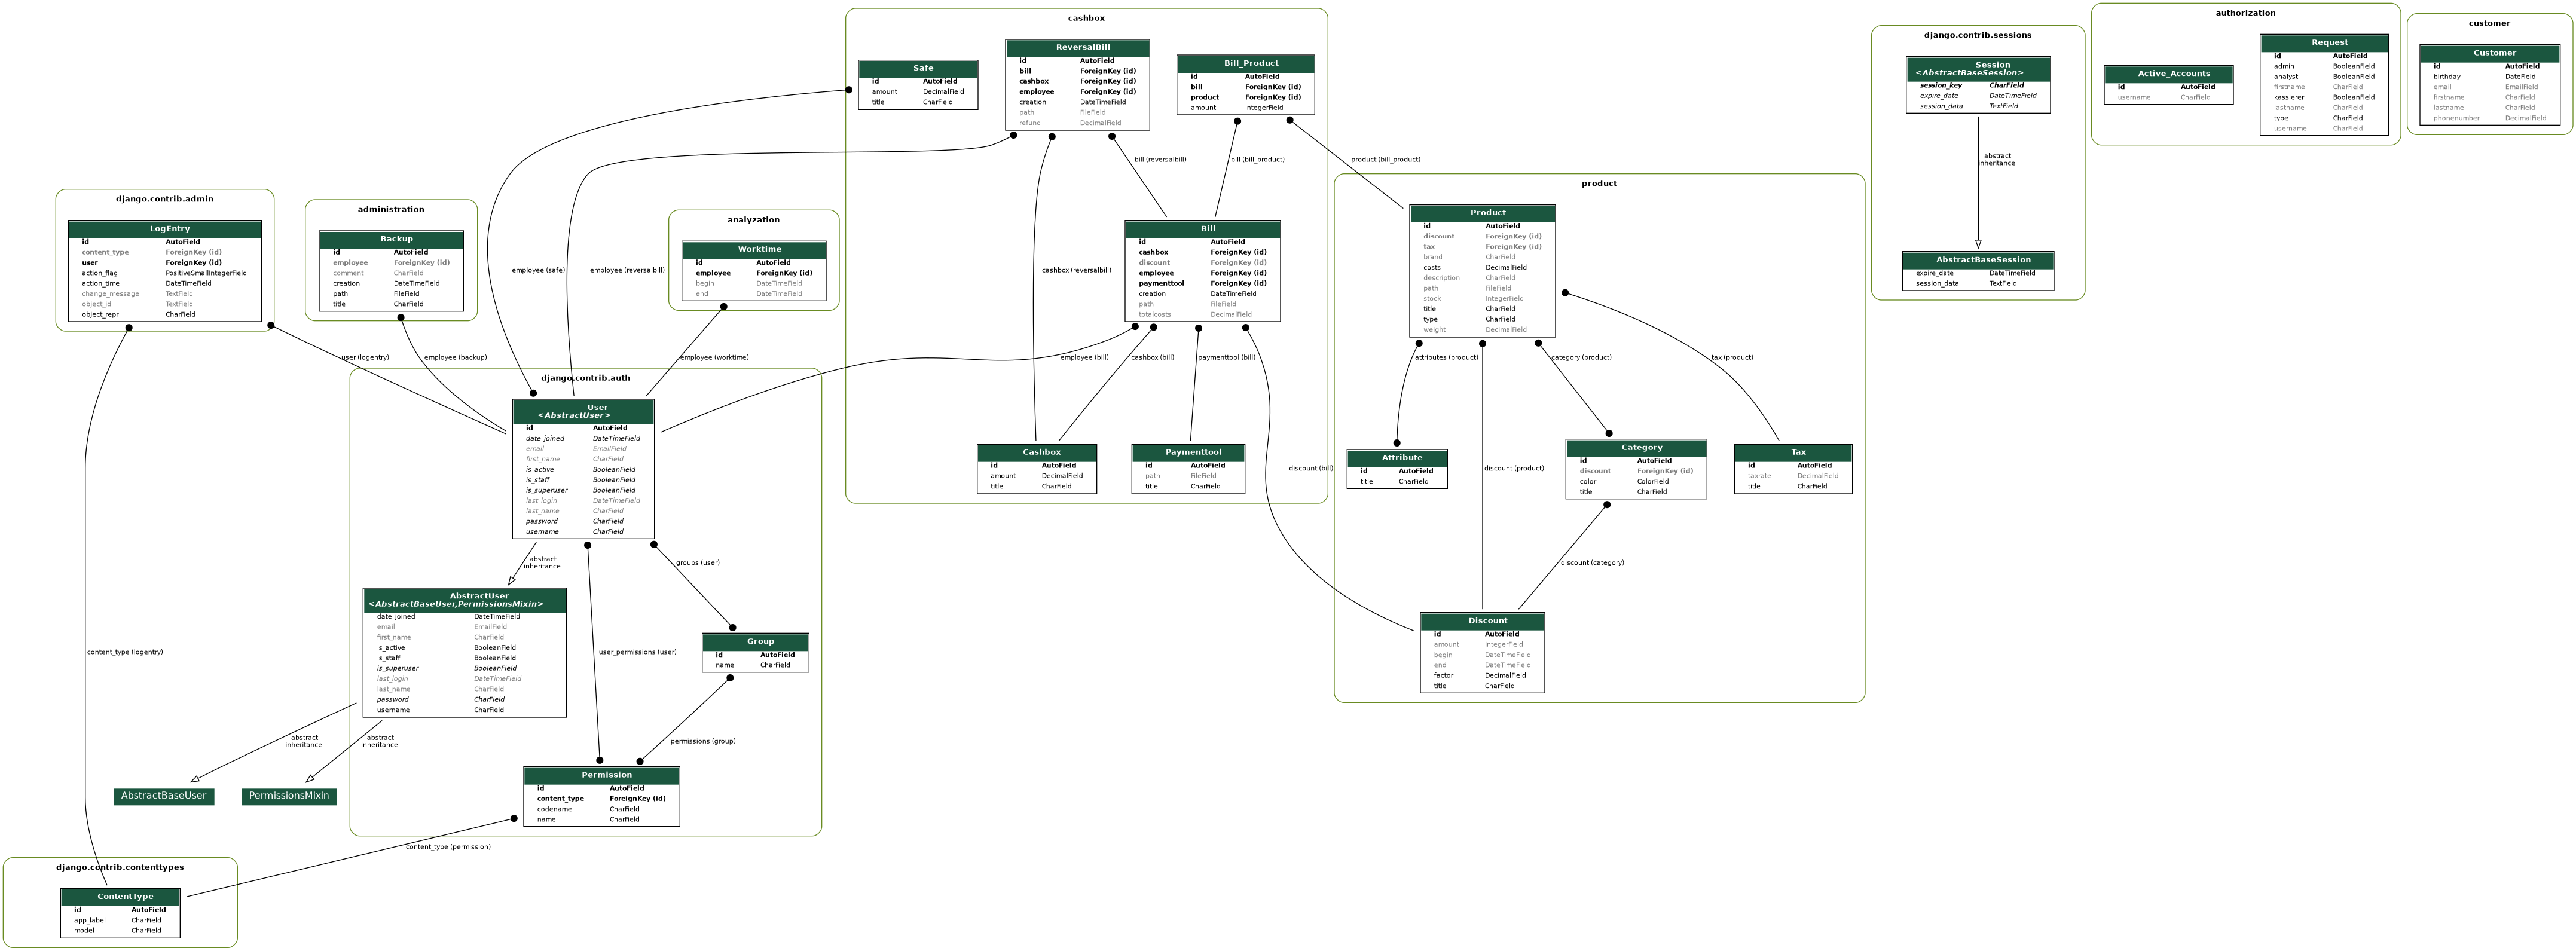 cashbox
Safe
id AutoField
amount DecimalField
title CharField
ReversalBill
id AutoField
bill ForeignKey (id)
cashbox ForeignKey (id)
employee ForeignKey (id)
creation DateTimeField
path FileField
refund DecimalField
Bill_Product
id AutoField
bill ForeignKey (id)
product ForeignKey (id)
amount IntegerField
django.contrib.sessions
Session
<AbstractBaseSession>
session_key CharField
expire_date DateTimeField
session_data TextField
abstract
inheritance
AbstractBaseSession
expire_date DateTimeField
session_data TextField
authorization
Active_Accounts
id AutoField
username CharField
Request
id AutoField
admin BooleanField
analyst BooleanField
firstname CharField
kassierer BooleanField
lastname CharField
type CharField
username CharField
customer
Customer
id AutoField
birthday DateField
email EmailField
firstname CharField
lastname CharField
phonenumber DecimalField
bill (reversalbill)
bill (bill_product)
product (bill_product)
django.contrib.admin
LogEntry
id AutoField
content_type ForeignKey (id)
user ForeignKey (id)
action_flag PositiveSmallIntegerField
action_time DateTimeField
change_message TextField
object_id TextField
object_repr CharField
administration
Backup
id AutoField
employee ForeignKey (id)
comment CharField
creation DateTimeField
path FileField
title CharField
employee (safe)
employee (reversalbill)
analyzation
Worktime
id AutoField
employee ForeignKey (id)
begin DateTimeField
end DateTimeField
cashbox (reversalbill)
Bill
id AutoField
cashbox ForeignKey (id)
discount ForeignKey (id)
employee ForeignKey (id)
paymenttool ForeignKey (id)
creation DateTimeField
path FileField
totalcosts DecimalField
product
Product
id AutoField
discount ForeignKey (id)
tax ForeignKey (id)
brand CharField
costs DecimalField
description CharField
path FileField
stock IntegerField
title CharField
type CharField
weight DecimalField
user (logentry)
employee (backup)
employee (worktime)
employee (bill)
cashbox (bill)
paymenttool (bill)
attributes (product)
category (product)
tax (product)
django.contrib.auth
User
<AbstractUser>
id AutoField
date_joined DateTimeField
email EmailField
first_name CharField
is_active BooleanField
is_staff BooleanField
is_superuser BooleanField
last_login DateTimeField
last_name CharField
password CharField
username CharField
Cashbox
id AutoField
amount DecimalField
title CharField
Paymenttool
id AutoField
path FileField
title CharField
discount (bill)
Attribute
id AutoField
title CharField
discount (product)
Category
id AutoField
discount ForeignKey (id)
color ColorField
title CharField
Tax
id AutoField
taxrate DecimalField
title CharField
abstract
inheritance
groups (user)
discount (category)
AbstractUser
<AbstractBaseUser,PermissionsMixin>
date_joined DateTimeField
email EmailField
first_name CharField
is_active BooleanField
is_staff BooleanField
is_superuser BooleanField
last_login DateTimeField
last_name CharField
password CharField
username CharField
content_type (logentry)
user_permissions (user)
Group
id AutoField
name CharField
Discount
id AutoField
amount IntegerField
begin DateTimeField
end DateTimeField
factor DecimalField
title CharField
abstract
inheritance
abstract
inheritance
permissions (group)
AbstractBaseUser
PermissionsMixin
Permission
id AutoField
content_type ForeignKey (id)
codename CharField
name CharField
content_type (permission)
django.contrib.contenttypes
ContentType
id AutoField
app_label CharField
model CharField